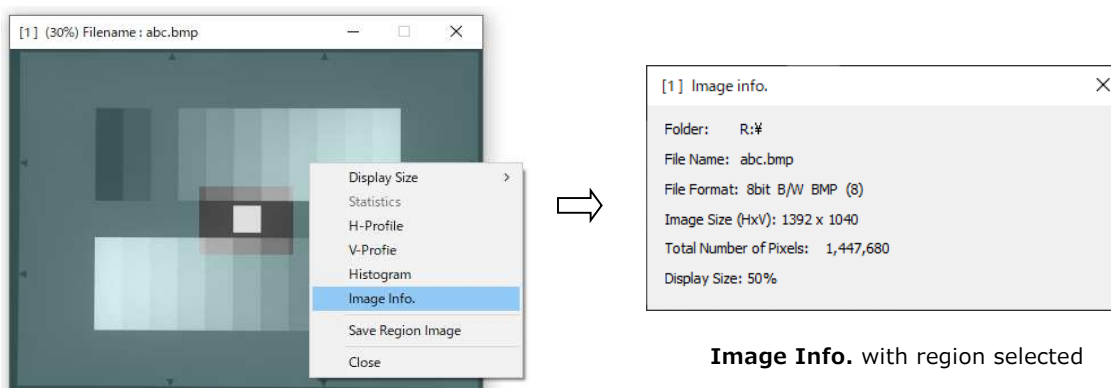 [1] (30%) Filename : abc.bmp
Display Size
Statistics
H-Profile
V-Profie
Histogram
Image Info.
Save Region Image
Close
[1] Image info.
Folder: R:¥
File Name: abc.bmp
File Format: 8bit B/W BMP (8)
Image Size (HxV): 1392 x 1040
Total Number of Pixels: 1,447,680
Display Size: 50%
Image Info. with region selected